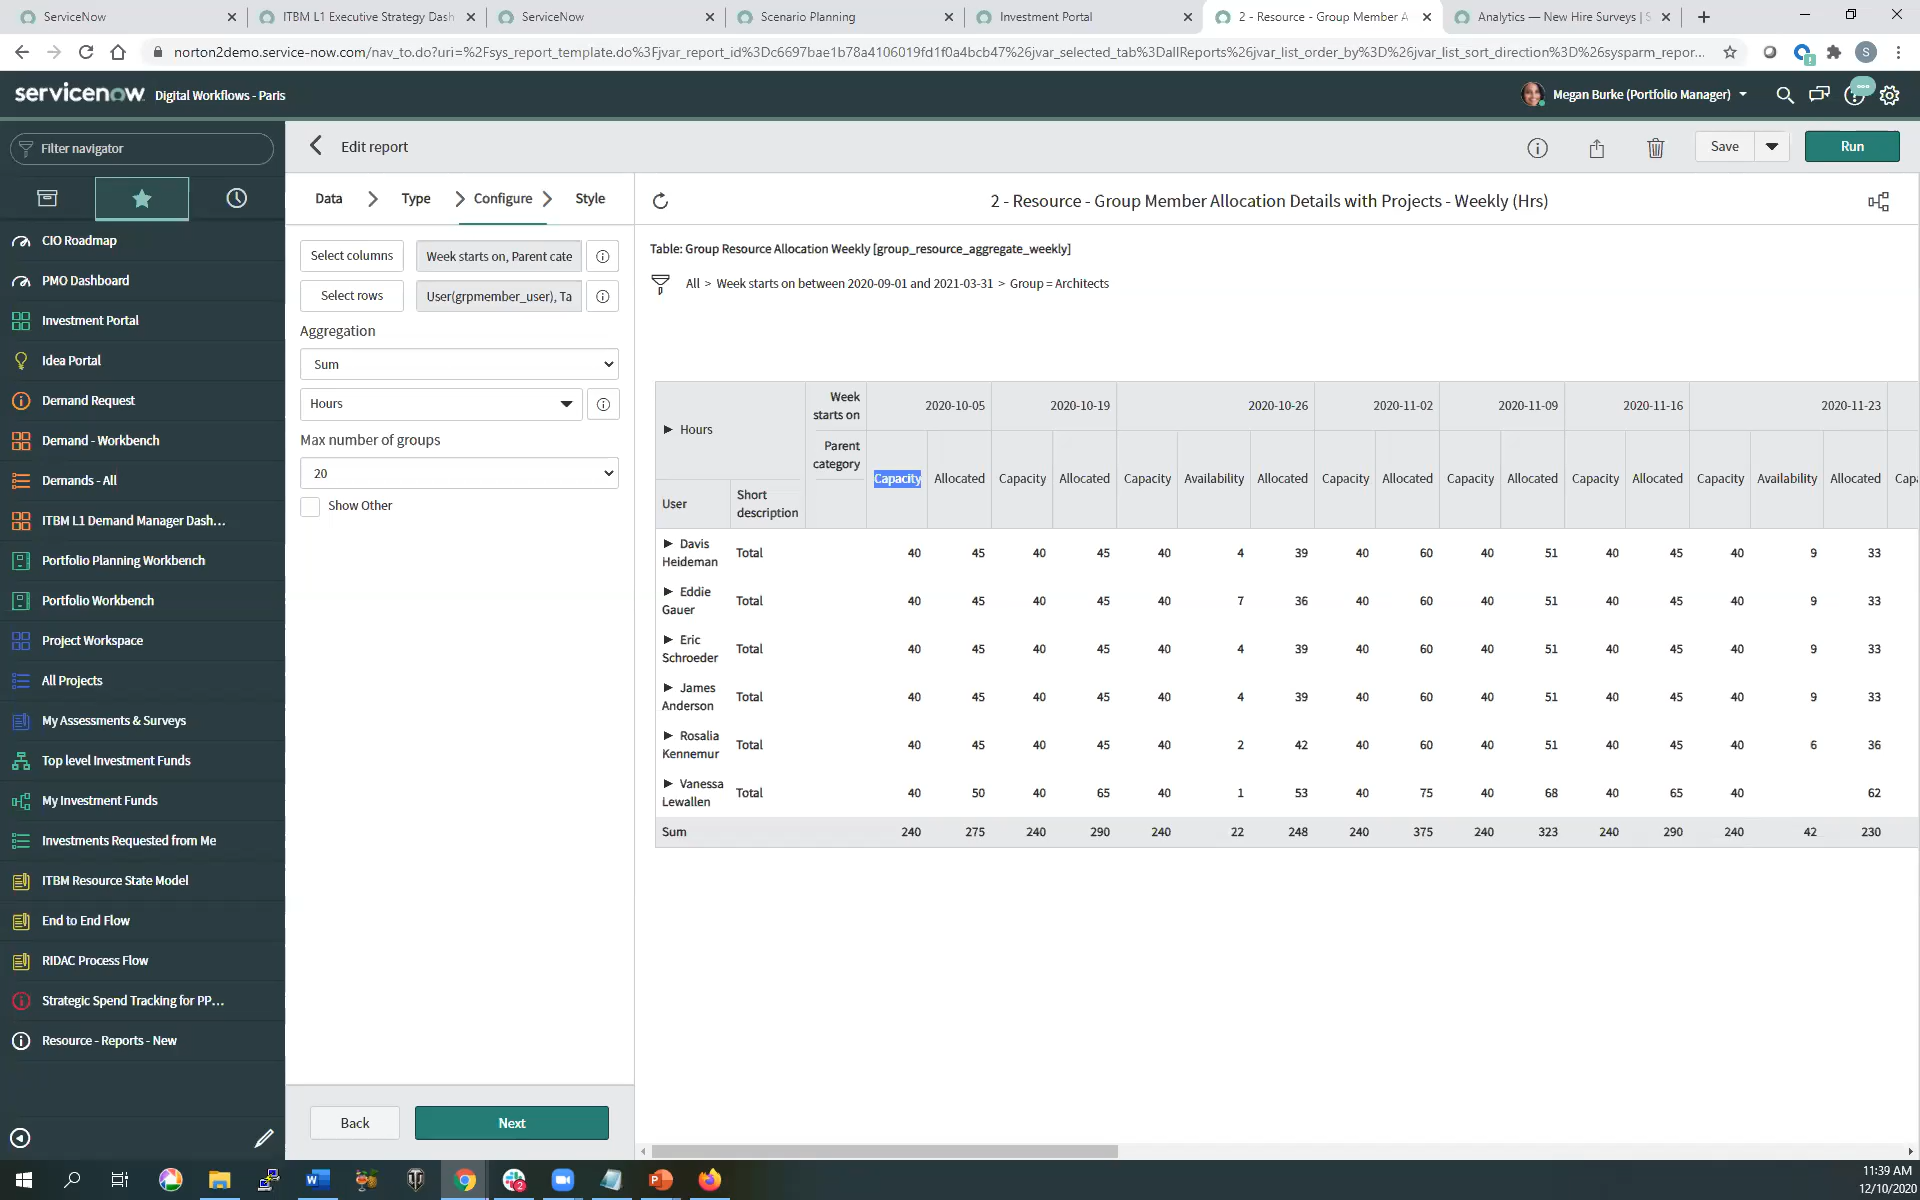 ServiceNow
ITBM L1 Executive Strategy Dash
ServiceNow
Scenario Planning
Investment Portal
2 - Resource - Group Member A
Analytics — New Hire Surveys | S
norton2demo.service-now.com/nav_to.do?uri=%2Fsys_report_template.do%3Fjvar_report_id%3Dc6697bae1b78a4106019fd1f0a4bcb47%26jvar_selected_tab%3DallReports%26jvar_list_order_by%3D%26jvar_list_sort_direction%3D%26sysparm_repor...
S
servicenow Digital Workflows - Paris
Megan Burke (Portfolio Manager)
Filter navigator
CIO Roadmap
PMO Dashboard
Investment Portal
Idea Portal
Demand Request
Demand - Workbench
Demands - All
ITBM L1 Demand Manager Dash...
Portfolio Planning Workbench
Portfolio Workbench
Project Workspace
All Projects
My Assessments & Surveys
Top level Investment Funds
My Investment Funds
Investments Requested from Me
ITBM Resource State Model
End to End Flow
RIDAC Process Flow
Strategic Spend Tracking for PP...
Resource - Reports - New
Edit report
Save
Run
Data Type Configure Style
Select columns Week starts on, Parent cate
Select rows User(grpmember_user), Ta
Aggregation
Sum
Hours
Max number of groups
20
Show Other
Back
Next
2 - Resource - Group Member Allocation Details with Projects - Weekly (Hrs)
Table: Group Resource Allocation Weekly [group_resource_aggregate_weekly]
All > Week starts on between 2020-09-01 and 2021-03-31 > Group = Architects
Hours
Week starts on 2020-10-05 2020-10-19 2020-10-26 2020-11-02 2020-11-09 2020-11-16 2020-11-23
Parent category Capacity Allocated Capacity Allocated Capacity Availability Allocated Capacity Allocated Capacity Allocated Capacity Allocated Capacity Availability Allocated Capa
User Short description
Davis Heideman Total 40 45 40 45 40 4 39 40 60 40 51 40 45 40 9 33
Eddie Gauer Total 40 45 40 45 40 7 36 40 60 40 51 40 45 40 9 33
Eric Schroeder Total 40 45 40 45 40 4 39 40 60 40 51 40 45 40 9 33
James Anderson Total 40 45 40 45 40 4 39 40 60 40 51 40 45 40 9 33
Rosalia Kennemur Total 40 45 40 45 40 2 42 40 60 40 51 40 45 40 6 36
Vanessa Lewallen Total 40 50 40 65 40 1 53 40 75 40 68 40 65 40 62
Sum 240 275 240 290 240 22 248 240 375 240 323 240 290 240 42 230
11:39 AM
12/10/2020